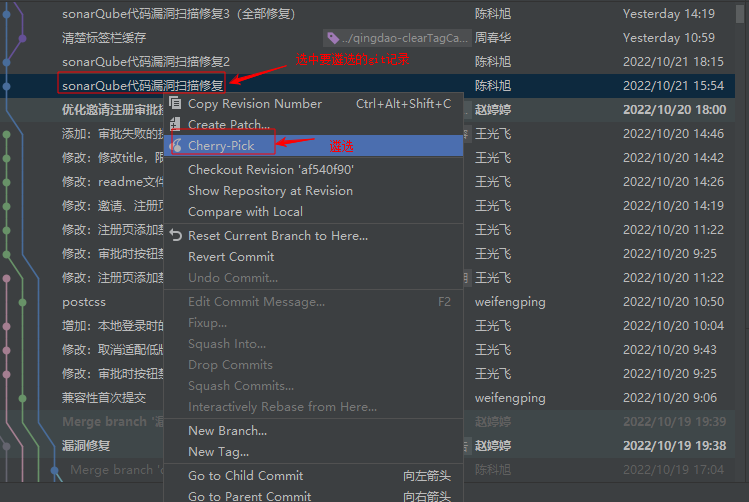 sonarQube代码漏洞扫描修复3（全部修复） 陈科旭 Yesterday 14:19
清楚标签栏缓存 ../qingdao-clearTagCa... 周春华 Yesterday 10:59
sonarQube代码漏洞扫描修复2 陈科旭 2022/10/21 18:15
选中要遴选的git记录
sonarQube代码漏洞扫描修复 陈科旭 2022/10/21 15:54
Copy Revision Number Ctrl+Alt+Shift+C
优化邀请注册审批 赵婷婷 2022/10/20 18:00
Create Patch...
添加：审批失败的 王光飞 2022/10/20 14:46
Cherry-Pick 遴选
修改：修改title，限 王光飞 2022/10/20 14:42
Checkout Revision 'af540f90'
修改：readme文件 王光飞 2022/10/20 14:26
Show Repository at Revision
修改：邀请、注册页 王光飞 2022/10/20 14:19
Compare with Local
修改：注册页添加 王光飞 2022/10/20 11:22
Reset Current Branch to Here...
修改：审批时按钮 王光飞 2022/10/20 9:25
Revert Commit
修改：注册页添加 王光飞 2022/10/20 11:22
Undo Commit...
postcss weifengping 2022/10/20 10:50
Edit Commit Message... F2
增加：本地登录时的 王光飞 2022/10/20 10:04
Fixup...
修改：取消适配低版 王光飞 2022/10/20 9:43
Squash Into...
Drop Commits
修改：审批时按钮 王光飞 2022/10/20 9:25
Squash Commits...
兼容性首次提交 weifengping 2022/10/20 9:06
Interactively Rebase from Here...
Merge branch ' 赵婷婷 2022/10/19 19:39
New Branch...
漏洞修复 赵婷婷 2022/10/19 19:38
New Tag...
Merge branch ' 陈科旭 2022/10/19 17:04
Go to Child Commit 向左箭头
Go to Parent Commit 向右箭头